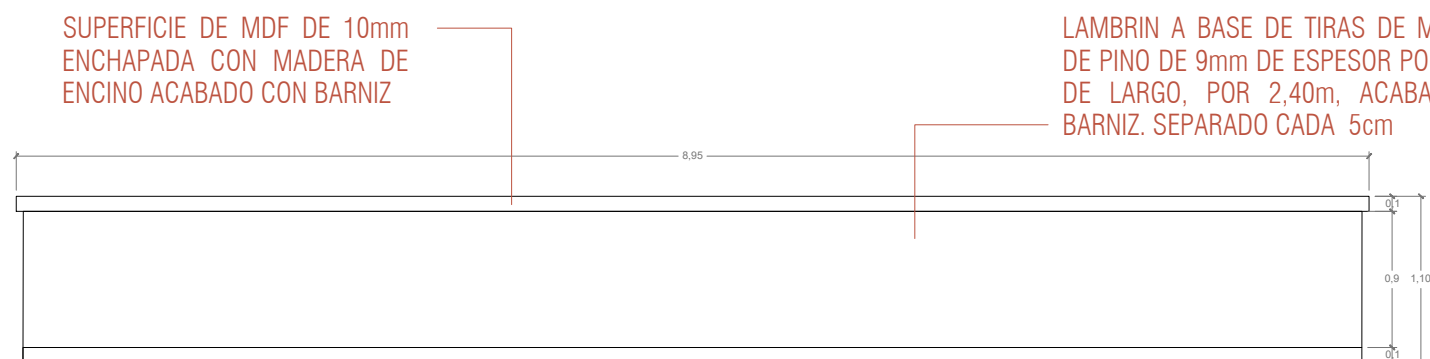 SUPERFICIE DE MDF DE 10mm
ENCHAPADA CON MADERA DE
ENCINO ACABADO CON BARNIZ
LAMBRIN A BASE DE TIRAS DE
DE PINO DE 9mm DE ESPESOR
DE LARGO, POR 2,40m,
BARNIZ. SEPARADO CADA 5cm
8,95
0,1
0,9
1,10
0,1